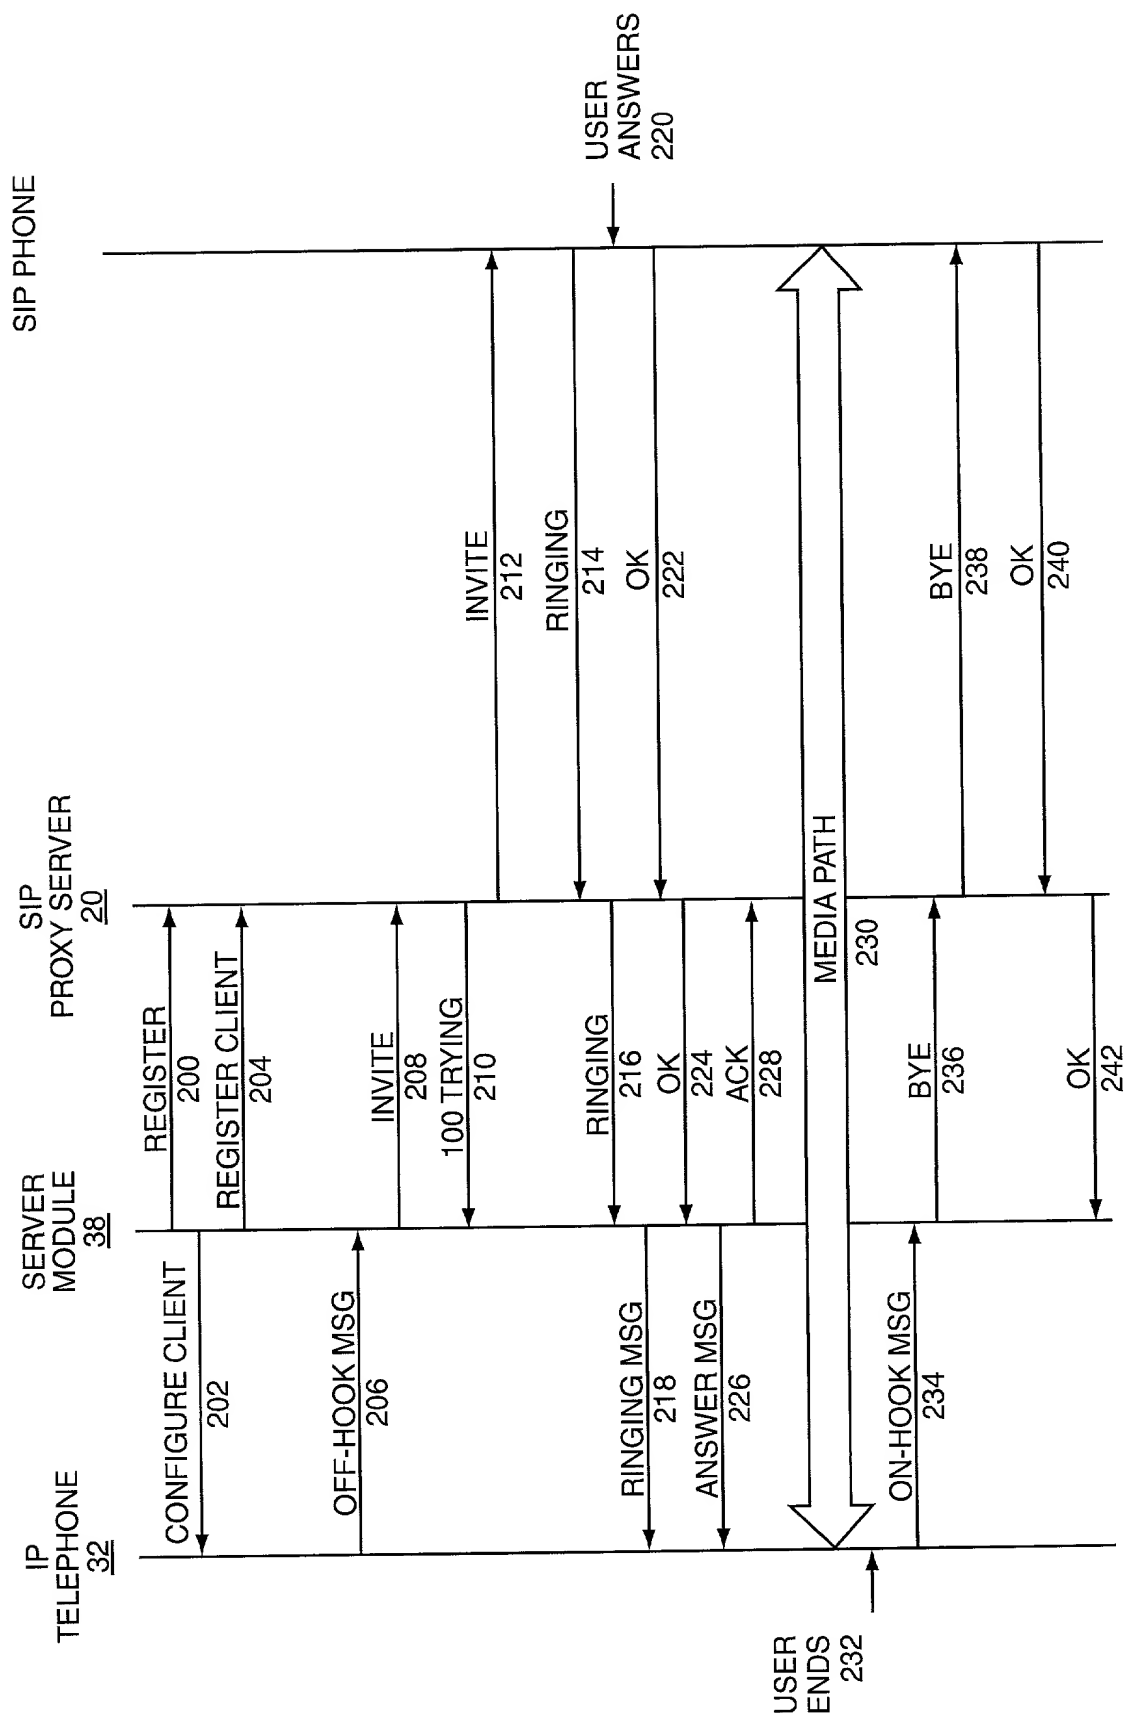 IP
TELEPHONE
32
SERVER
MODULE
38
SIP
PROXY SERVER
20
SIP PHONE
REGISTER
200
CONFIGURE CLIENT
202
REGISTER CLIENT
204
OFF-HOOK MSG
206
INVITE
208
100 TRYING
210
INVITE
212
RINGING
214
RINGING
216
RINGING MSG
218
USER
ANSWERS
220
OK
222
OK
224
ANSWER MSG
226
ACK
228
MEDIA PATH
230
USER
ENDS
232
ON-HOOK MSG
234
BYE
236
BYE
238
OK
240
OK
242